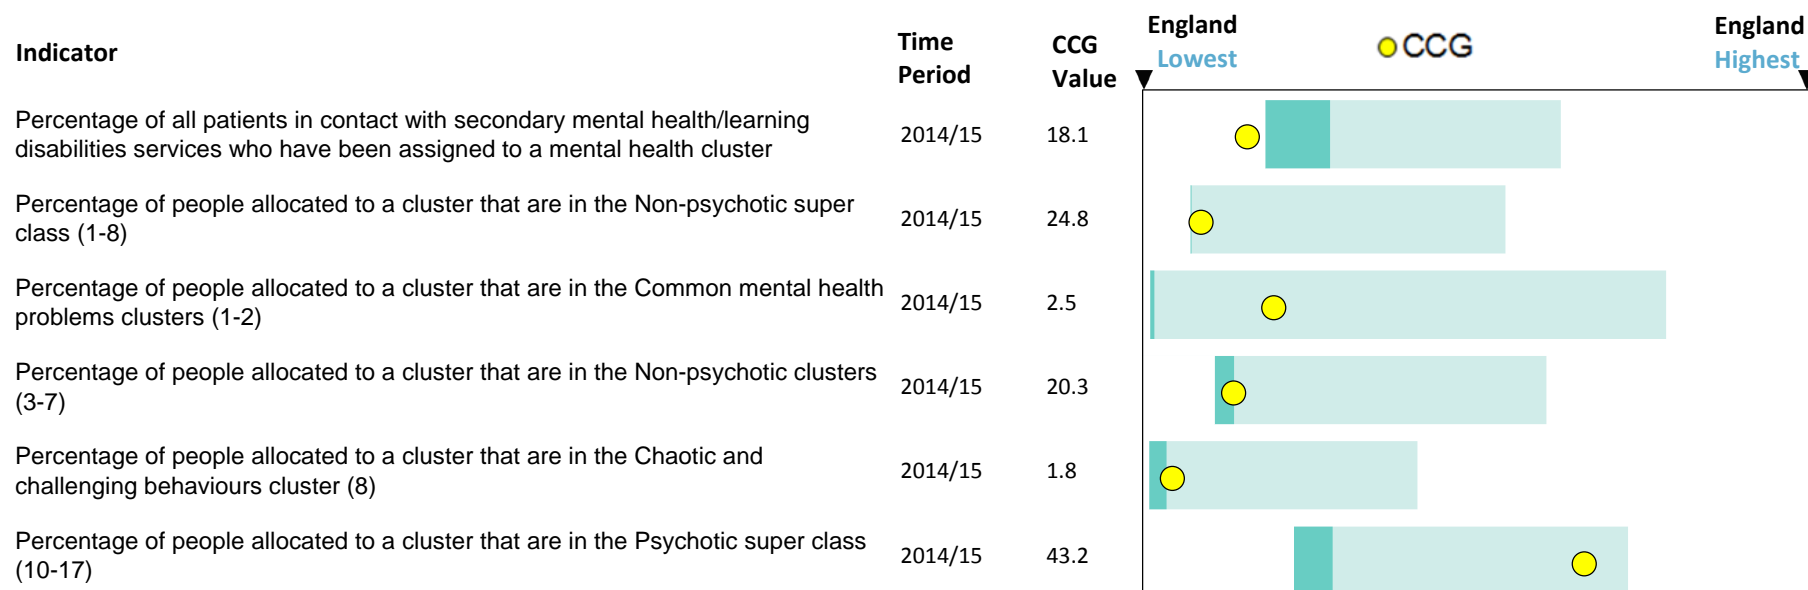 Indicator
Time
Period
CCG
Value
England
Lowest
CCG
England
Highest
Percentage of all patients in contact with secondary mental health/learning
disabilities services who have been assigned to a mental health cluster
2014/15
18.1
Percentage of people allocated to a cluster that are in the Non-psychotic super
class (1-8)
2014/15
24.8
Percentage of people allocated to a cluster that are in the Common mental health
problems clusters (1-2)
2014/15
2.5
Percentage of people allocated to a cluster that are in the Non-psychotic clusters
(3-7)
2014/15
20.3
Percentage of people allocated to a cluster that are in the Chaotic and
challenging behaviours cluster (8)
2014/15
1.8
Percentage of people allocated to a cluster that are in the Psychotic super class
(10-17)
2014/15
43.2